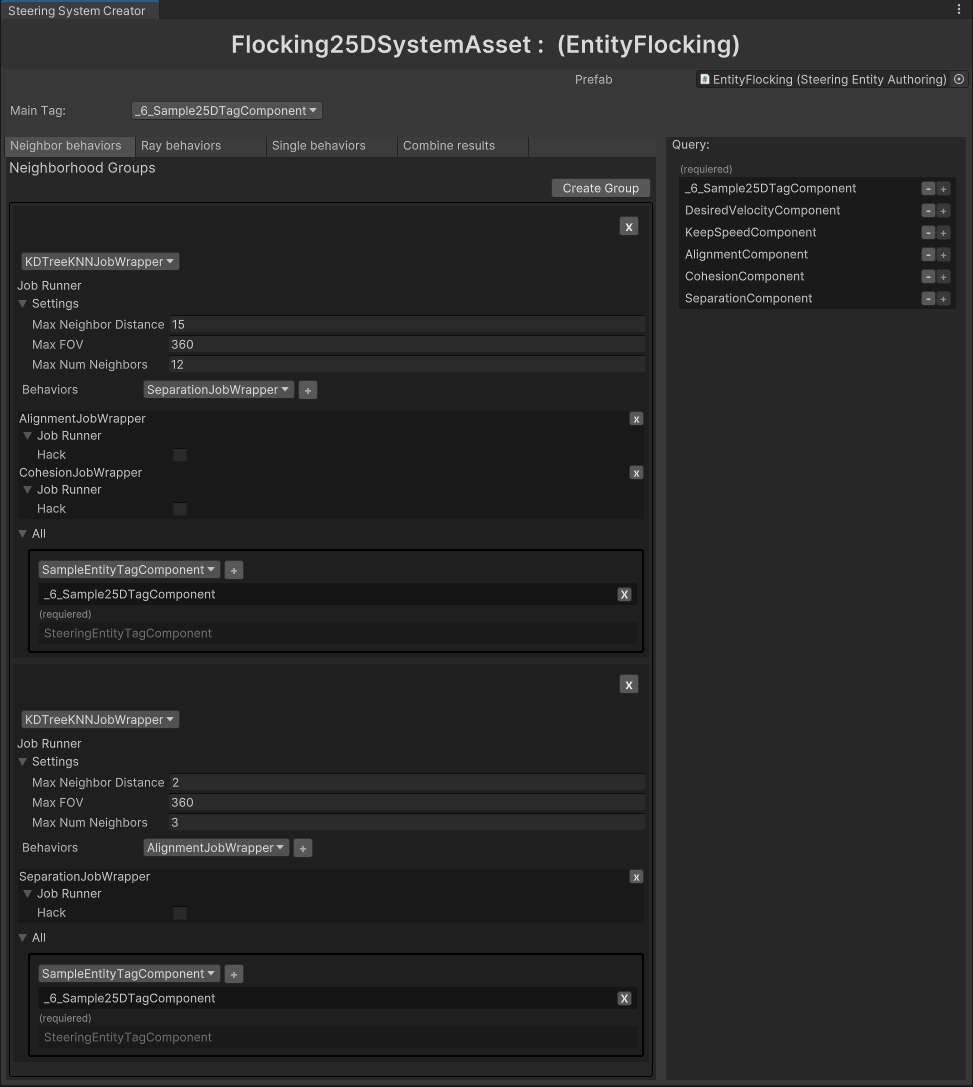 Steering System Creator
Flocking25DSystemAsset : (EntityFlocking)
Prefab
EntityFlocking (Steering Entity Authoring)
Main Tag:
_6_Sample25DTagComponent
Neighbor behaviors
Ray behaviors
Single behaviors
Combine results
Neighborhood Groups
Create Group
X
KDTreeKNNJobWrapper
Job Runner
Settings
Max Neighbor Distance 15
Max FOV 360
Max Num Neighbors 12
Behaviors SeparationJobWrapper +
AlignmentJobWrapper x
Job Runner
Hack
CohesionJobWrapper x
Job Runner
Hack
All
SampleEntityTagComponent +
_6_Sample25DTagComponent X
(requiered)
SteeringEntityTagComponent
X
KDTreeKNNJobWrapper
Job Runner
Settings
Max Neighbor Distance 2
Max FOV 360
Max Num Neighbors 3
Behaviors AlignmentJobWrapper +
SeparationJobWrapper x
Job Runner
Hack
All
SampleEntityTagComponent +
_6_Sample25DTagComponent X
(requiered)
SteeringEntityTagComponent
Query:
(requiered)
_6_Sample25DTagComponent - +
DesiredVelocityComponent - +
KeepSpeedComponent - +
AlignmentComponent - +
CohesionComponent - +
SeparationComponent - +